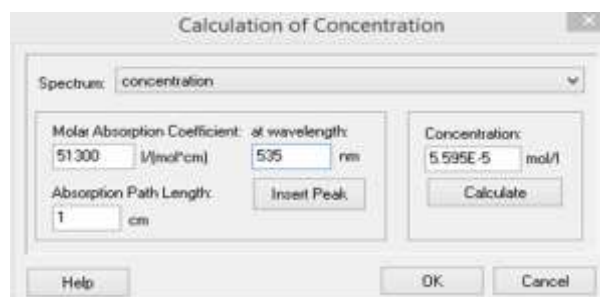 Calculation of Concentration
Spectrum: concentration
Molar Absorption Coefficient: at wavelength:
51300 l/(mol*cm) 535 nm
Absorption Path Length: Insert Peak
1 cm
Concentration:
5.595E-5 mol/l
Calculate
Help OK Cancel